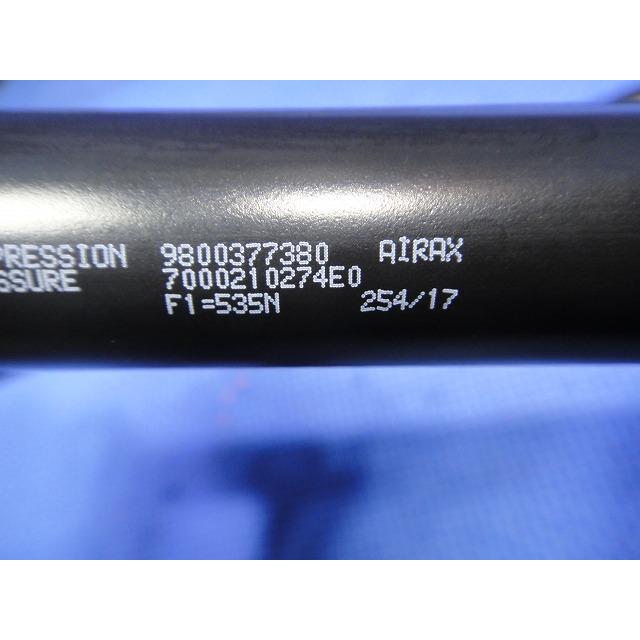 PRESSION 9800377380 AIRAX
SSURE 7000210274E0
F1=535N 254/17